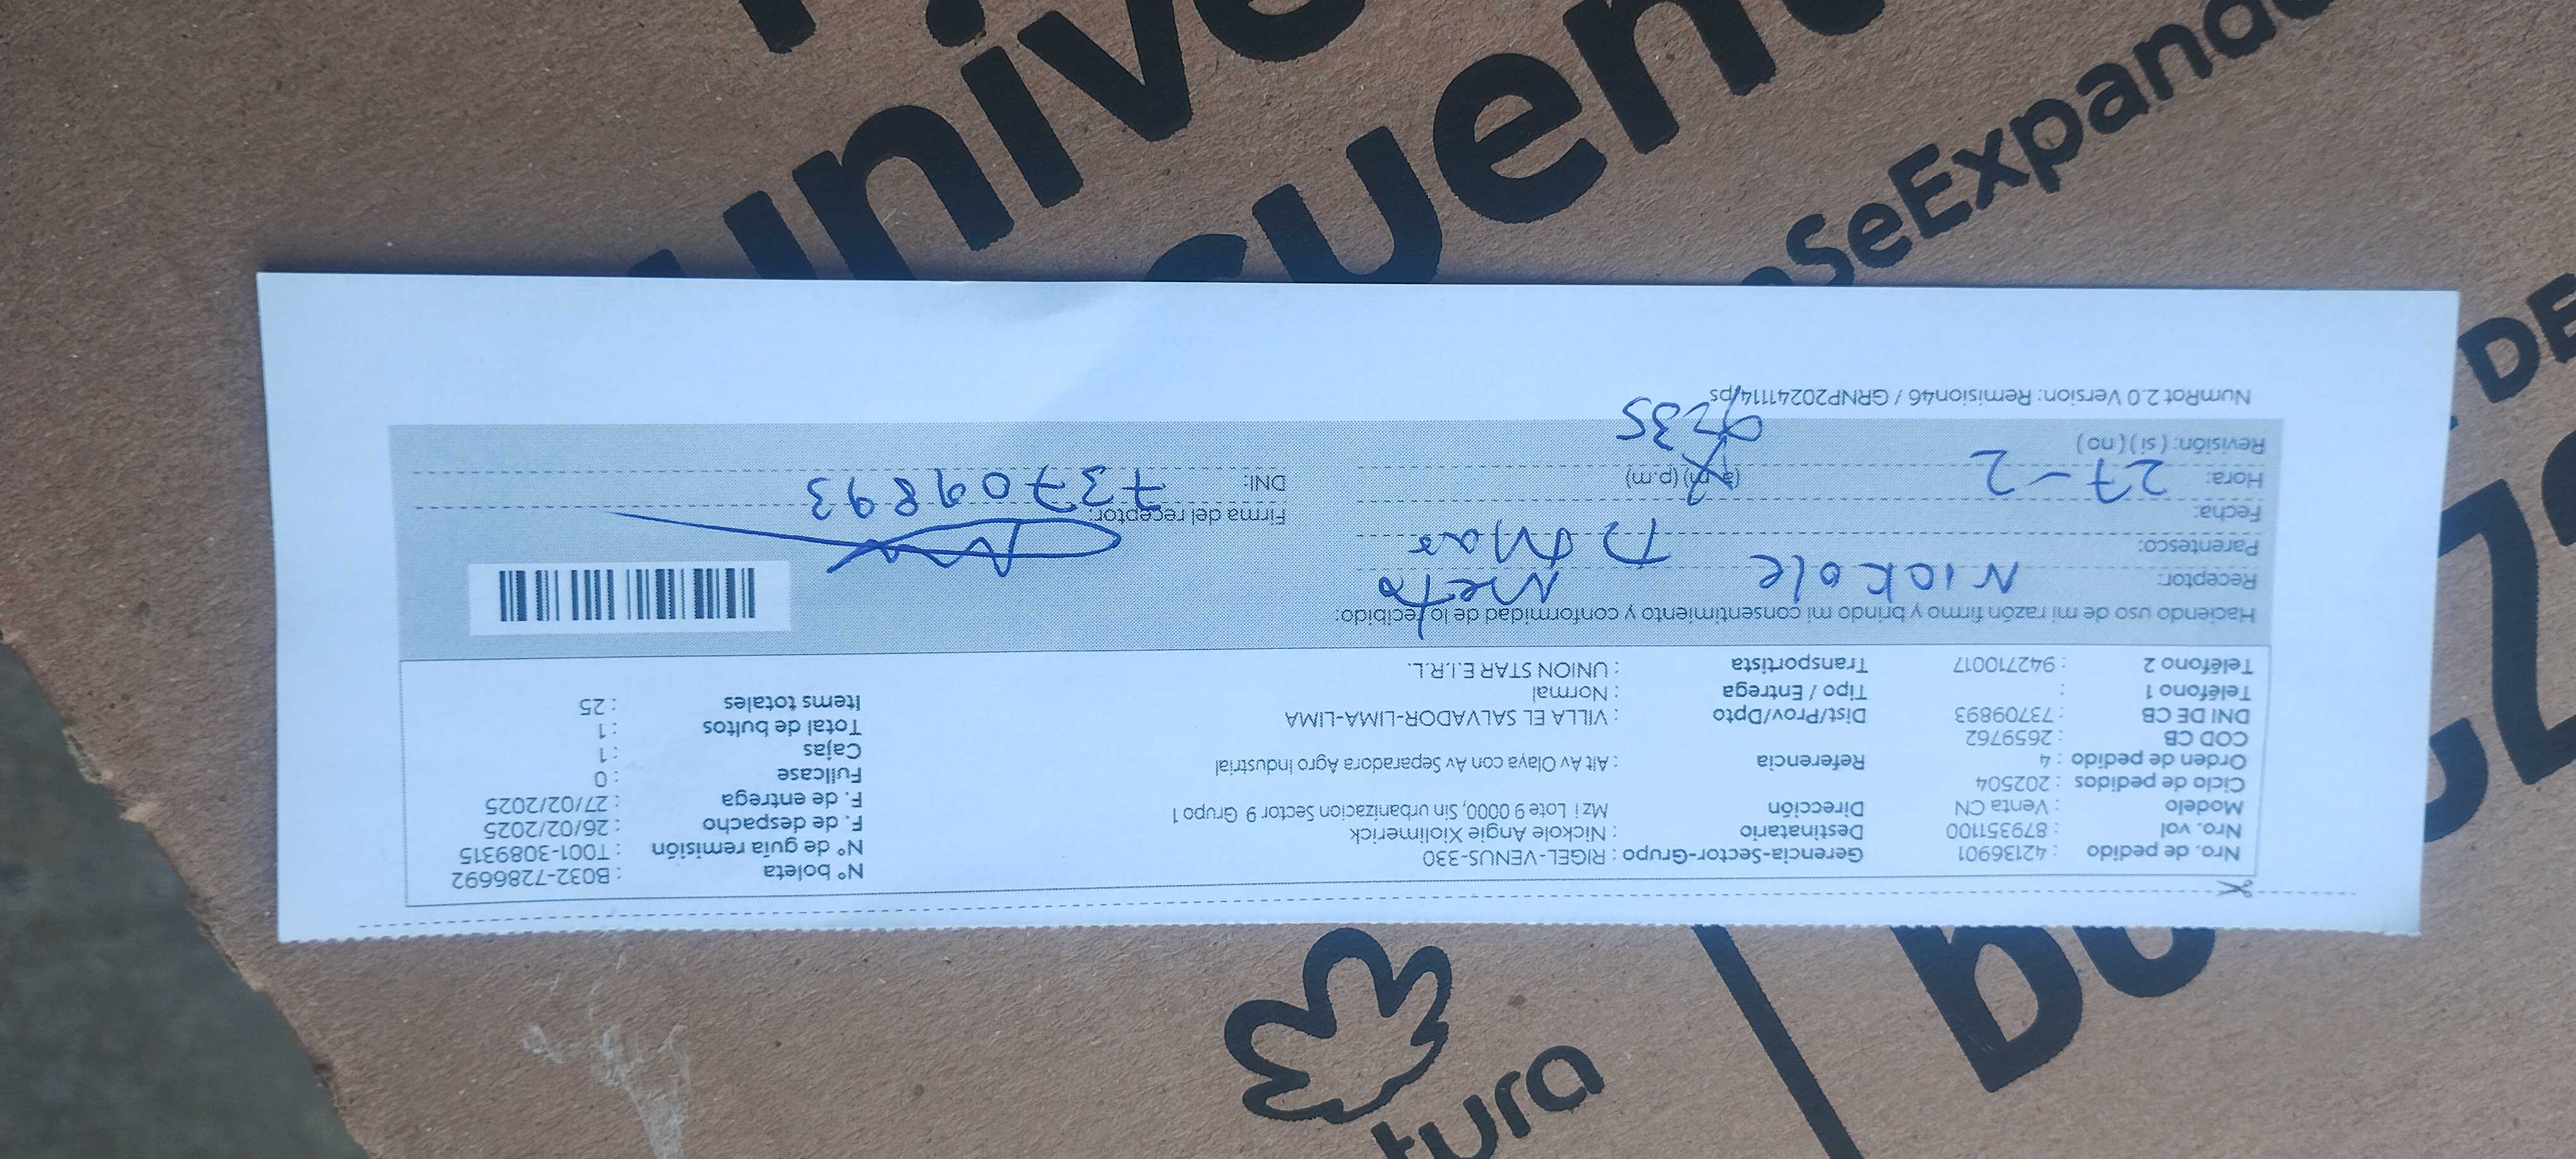 Nro. de pedido : 42136901 Gerencia-Sector-Grupo : RIGEL-VENUS-330 N° boleta : B032-7286692
Nro. vol : 879351100 Destinatario : Nickole Angie Xiolimerick N° de guía remisión : T001-3089315
Modelo : Venta CN Dirección Mz i Lote 9 0000, Sin urbanizacion Sector 9 Grupo 1 F. de despacho : 26/02/2025
Ciclo de pedidos : 202504 F. de entrega : 27/02/2025
Orden de pedido : 4 Referencia : Alt Av Olaya con Av Separadora Agro Industrial Fullcase : 0
COD CB : 2659762 Cajas : 1
DNI DE CB : 73709893 Dist/Prov/Dpto : VILLA EL SALVADOR-LIMA-LIMA Total de bultos : 1
Teléfono 1 : Tipo / Entrega : Normal Items totales : 25
Teléfono 2 : 942710017 Transportista : UNION STAR E.I.R.L.
Haciendo uso de mi razón firmo y brindo mi consentimiento y conformidad de lo recibido:
Receptor: Nickole
Parentesco:
Fecha: Firma del receptor:
Hora: 27-2 (a.m) (p.m) DNI: 73709893
Revisión: (si) (no) 9:35
NumRot 2.0 Version: Remision46 / GRNP20241114/ps
unive
cuen
nSeExpand
DE
bu
tura